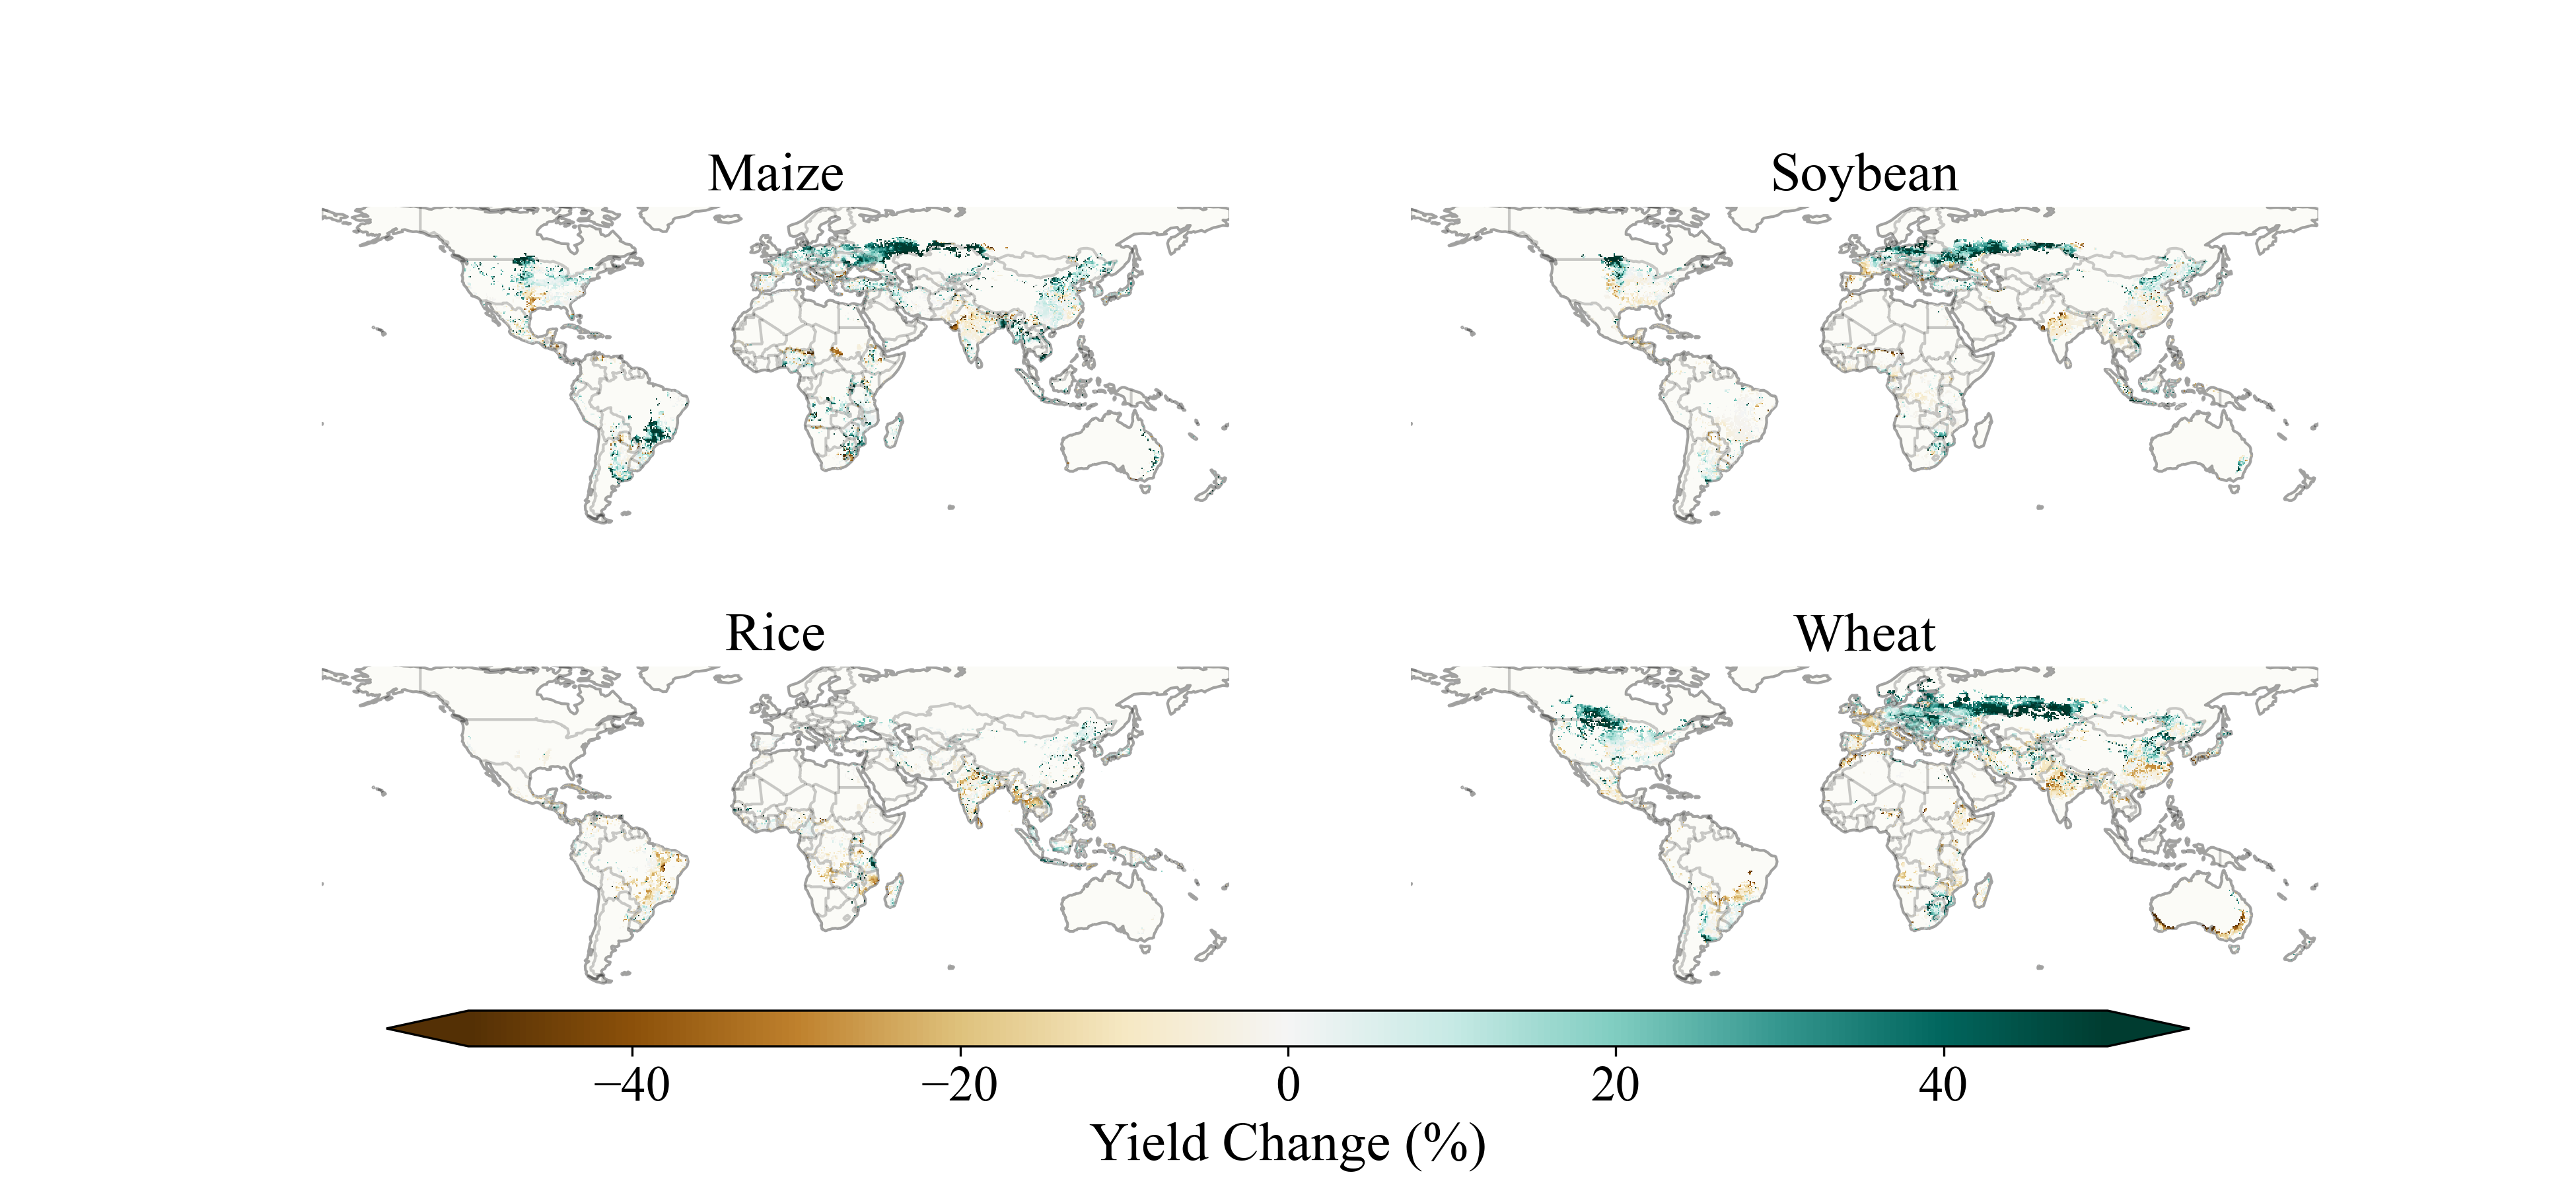 Maize
Soybean
Rice
Wheat
−40 −20 0 20 40
Yield Change (%)